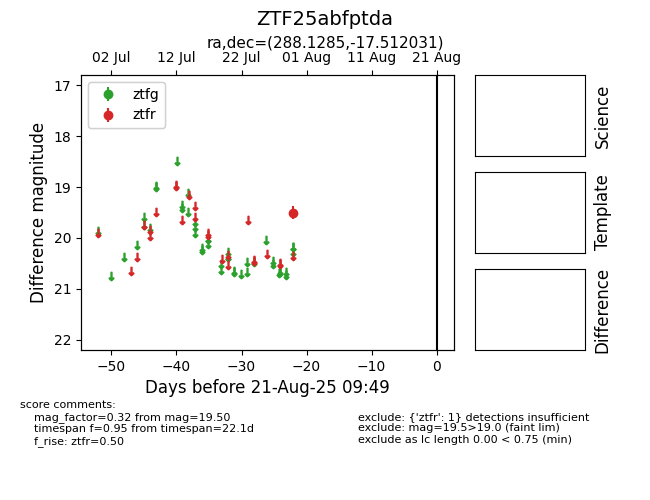 ZTF25abfptda
ra,dec=(288.1285,-17.512031)
02 Jul 12 Jul 22 Jul 01 Aug 11 Aug 21 Aug
ztfg
ztfr
17
18
19
20
21
22
Difference magnitude
−50 −40 −30 −20 −10 0
Days before 21-Aug-25 09:49
Science
Template
Difference
score comments:
mag_factor=0.32 from mag=19.50
timespan f=0.95 from timespan=22.1d
f_rise: ztfr=0.50
exclude: {'ztfr': 1} detections insufficient
exclude: mag=19.5>19.0 (faint lim)
exclude as lc length 0.00 < 0.75 (min)